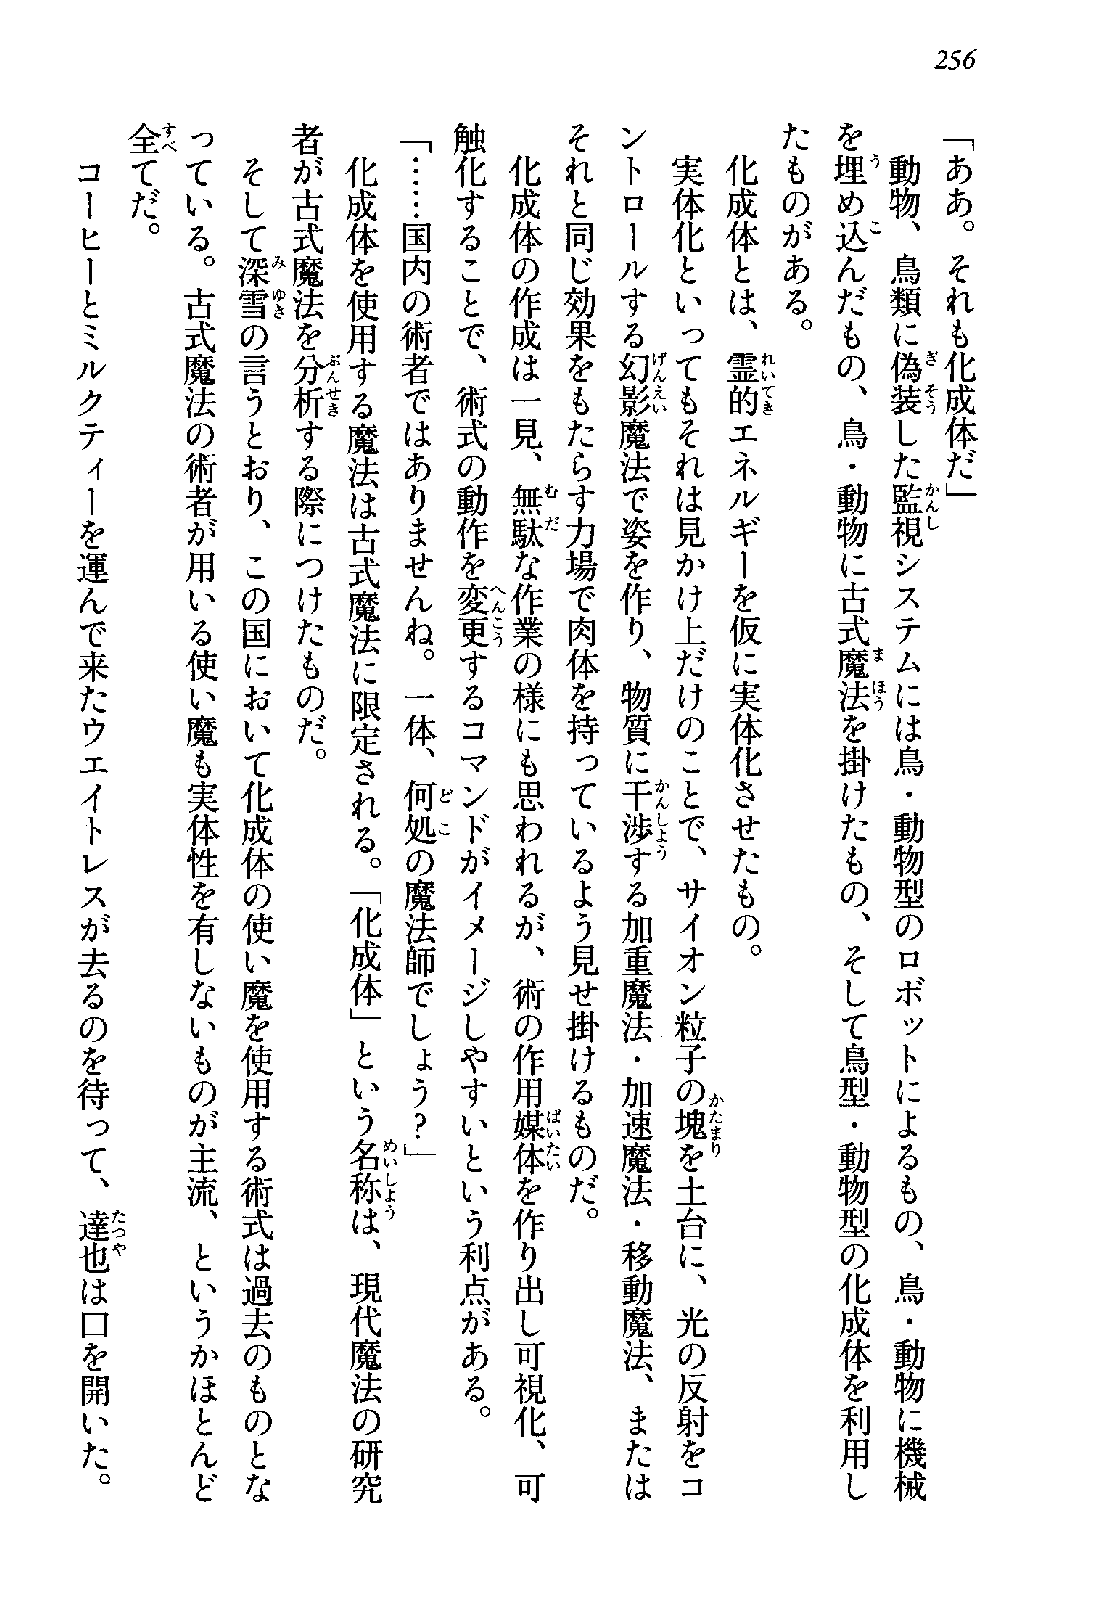 256
「ああ。それも化成体だ」
動物、鳥類に偽装した監視システムには鳥・動物型のロボットによるもの、鳥・動物に機械
を埋め込んだもの、鳥・動物に古式魔法を掛けたもの、そして鳥型・動物型の化成体を利用し
たものがある。
化成体とは、霊的エネルギーを仮に実体化させたもの。
実体化といってもそれは見かけ上だけのことで、サイオン粒子の塊を土台に、光の反射をコ
ントロールする幻影魔法で姿を作り、物質に干渉する加重魔法・加速魔法・移動魔法、または
それと同じ効果をもたらす力場で肉体を持っているよう見せ掛けるものだ。
化成体の作成は一見、無駄な作業の様にも思われるが、術の作用媒体を作り出し可視化、可
触化することで、術式の動作を変更するコマンドがイメージしやすいという利点がある。
「……国内の術者ではありませんね。一体、何処の魔法師でしょう？」
化成体を使用する魔法は古式魔法に限定される。「化成体」という名称は、現代魔法の研究
者が古式魔法を分析する際につけたものだ。
そして深雪の言うとおり、この国において化成体の使い魔を使用する術式は過去のものとな
っている。古式魔法の術者が用いる使い魔も実体性を有しないものが主流、というかほとんど
全てだ。
コーヒーとミルクティーを運んで来たウエイトレスが去るのを待って、達也は口を開いた。